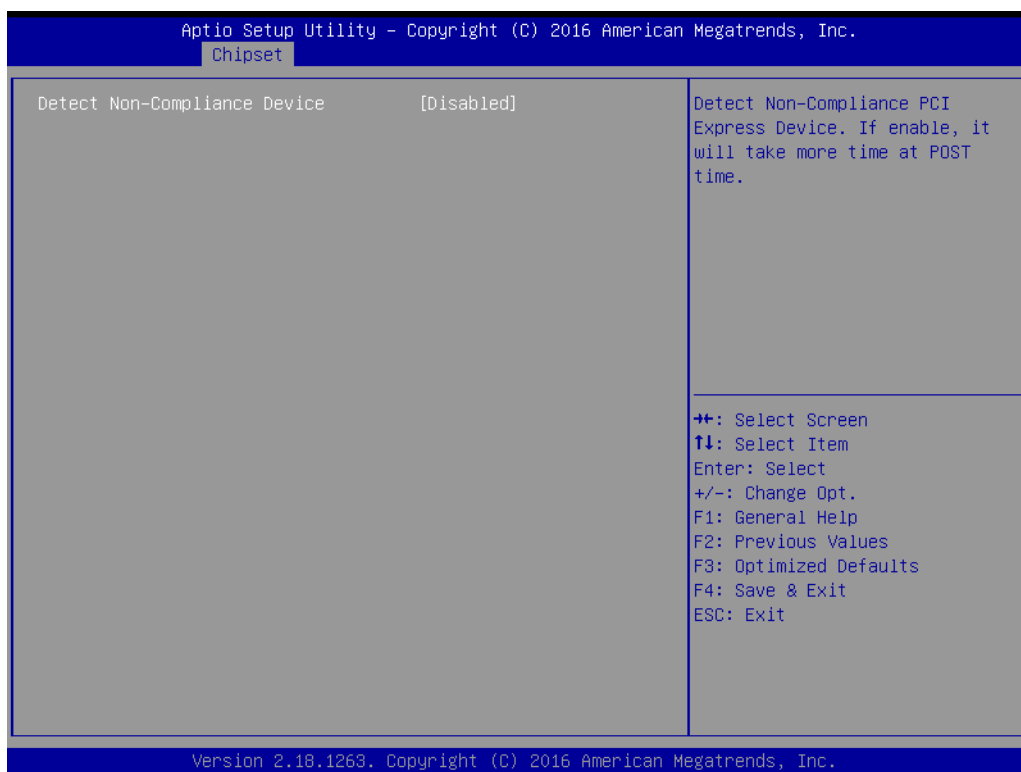 Aptio Setup Utility – Copyright (C) 2016 American Megatrends, Inc.
Chipset
Detect Non-Compliance Device [Disabled]
Detect Non-Compliance PCI
Express Device. If enable, it
will take more time at POST
time.
→←: Select Screen
↑↓: Select Item
Enter: Select
+/-: Change Opt.
F1: General Help
F2: Previous Values
F3: Optimized Defaults
F4: Save & Exit
ESC: Exit
Version 2.18.1263. Copyright (C) 2016 American Megatrends, Inc.